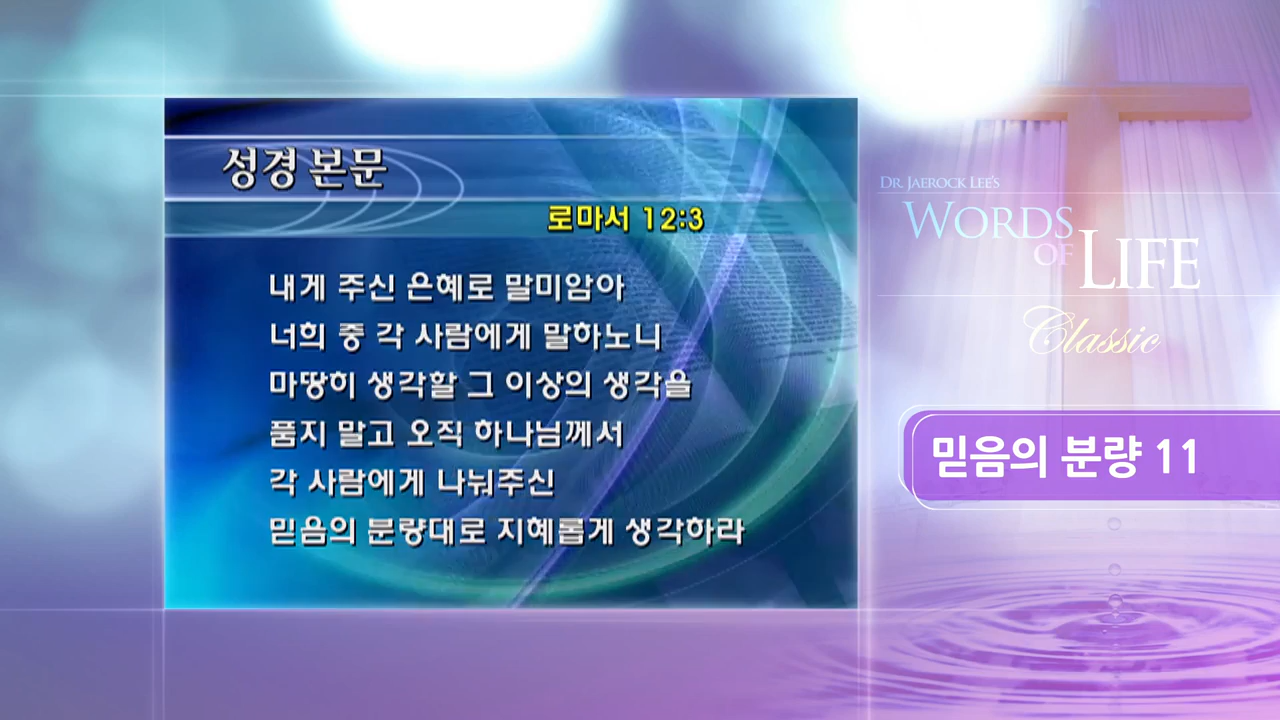 성경 본문
로마서 12:3
내게 주신 은혜로 말미암아
너희 중 각 사람에게 말하노니
마땅히 생각할 그 이상의 생각을
품지 말고 오직 하나님께서
각 사람에게 나눠주신
믿음의 분량대로 지혜롭게 생각하라
DR. JAEROCK LEE'S
WORDS
OF LIFE
Classic
믿음의 분량 11